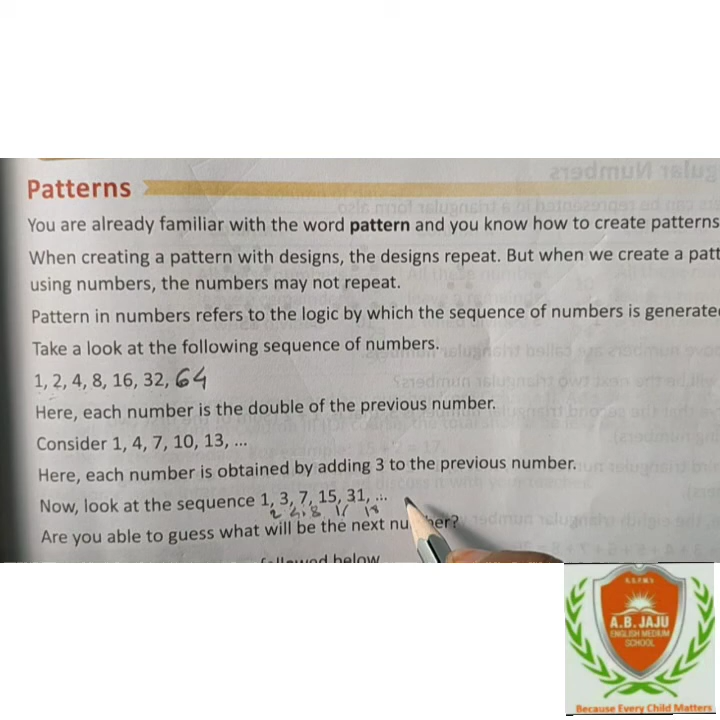 Patterns
You are already familiar with the word pattern and you know how to create patterns
When creating a pattern with designs, the designs repeat. But when we create a patt
using numbers, the numbers may not repeat.
Pattern in numbers refers to the logic by which the sequence of numbers is generate
Take a look at the following sequence of numbers.
1, 2, 4, 8, 16, 32, 64
Here, each number is the double of the previous number.
Consider 1, 4, 7, 10, 13, ...
Here, each number is obtained by adding 3 to the previous number.
Now, look at the sequence 1, 3, 7, 15, 31, ...
Are you able to guess what will be the next nu ber?
followed below
A.B. JAJU
ENGLISH MEDIUM
SCHOOL
Because Every Child Matters